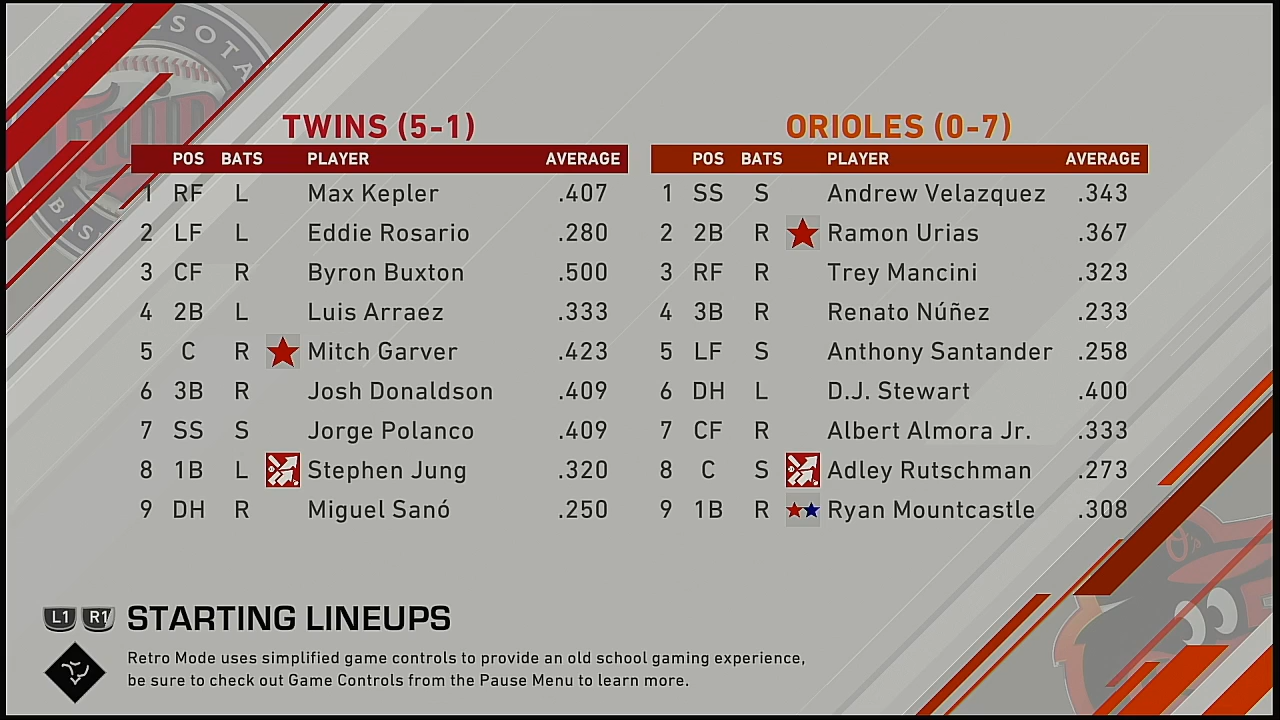 TWINS (5-1)
POS BATS PLAYER AVERAGE
1 RF L Max Kepler .407
2 LF L Eddie Rosario .280
3 CF R Byron Buxton .500
4 2B L Luis Arraez .333
5 C R Mitch Garver .423
6 3B R Josh Donaldson .409
7 SS S Jorge Polanco .409
8 1B L Stephen Jung .320
9 DH R Miguel Sanó .250
ORIOLES (0-7)
POS BATS PLAYER AVERAGE
1 SS S Andrew Velazquez .343
2 2B R Ramon Urias .367
3 RF R Trey Mancini .323
4 3B R Renato Núñez .233
5 LF S Anthony Santander .258
6 DH L D.J. Stewart .400
7 CF R Albert Almora Jr. .333
8 C S Adley Rutschman .273
9 1B R Ryan Mountcastle .308
L1 R1 STARTING LINEUPS
Retro Mode uses simplified game controls to provide an old school gaming experience,
be sure to check out Game Controls from the Pause Menu to learn more.